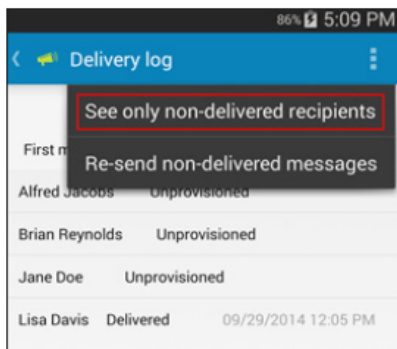 86% 5:09 PM
Delivery log
See only non-delivered recipients
First m
Re-send non-delivered messages
Alfred Jacobs Unprovisioned
Brian Reynolds Unprovisioned
Jane Doe Unprovisioned
Lisa Davis Delivered 09/29/2014 12:05 PM